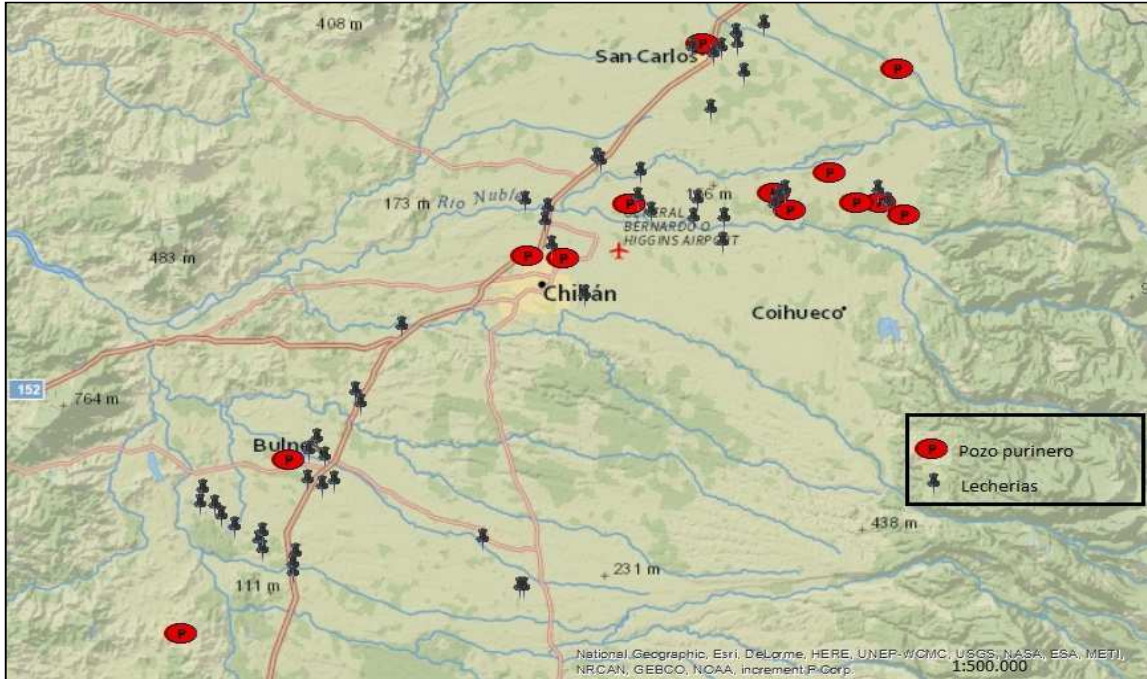 408 m
San Carlos
P
P
P
173 m
Rio Nuble
P
P
P
P
P
BERNARDO O
HIGGINS AIRPORT
P
P
483 m
Chillán
Coihueco
152
764 m
Bulnes
P
P Pozo purinero
Lecherias
438 m
231 m
111 m
P
National Geographic, Esri, DeLorme, HERE, UNEP-WCMC, USGS, NASA, ESA, METI,
NRCAN, GEBCO, NOAA, increment P Corp.
1:500.000